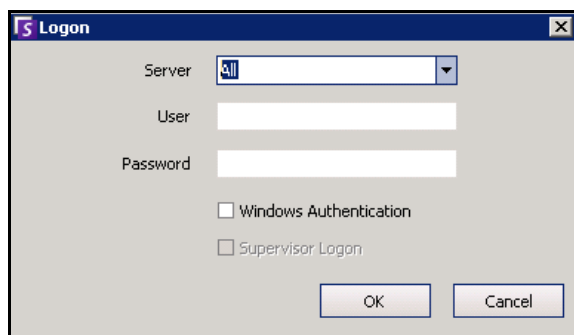 S Logon
Server All
User
Password
Windows Authentication
Supervisor Logon
OK Cancel